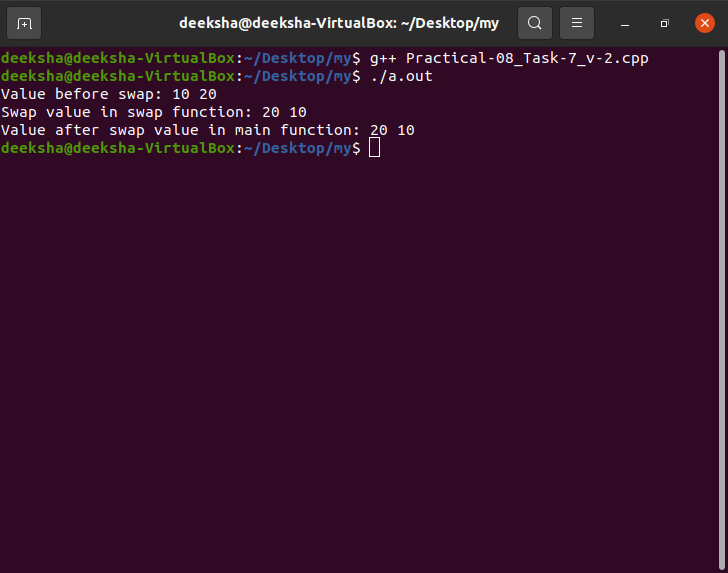 deeksha@deeksha-VirtualBox: ~/Desktop/my
deeksha@deeksha-VirtualBox:~/Desktop/my$ g++ Practical-08_Task-7_v-2.cpp
deeksha@deeksha-VirtualBox:~/Desktop/my$ ./a.out
Value before swap: 10 20
Swap value in swap function: 20 10
Value after swap value in main function: 20 10
deeksha@deeksha-VirtualBox:~/Desktop/my$